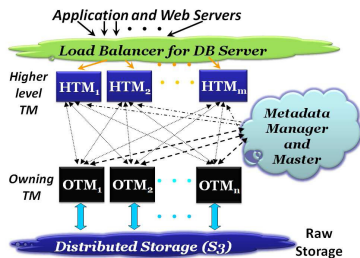 Application and Web Servers
Load Balancer for DB Server
Higher level TM
HTM1 HTM2 HTMm
Metadata Manager and Master
Owning TM
OTM1 OTM2 OTMn
Distributed Storage (S3)
Raw Storage